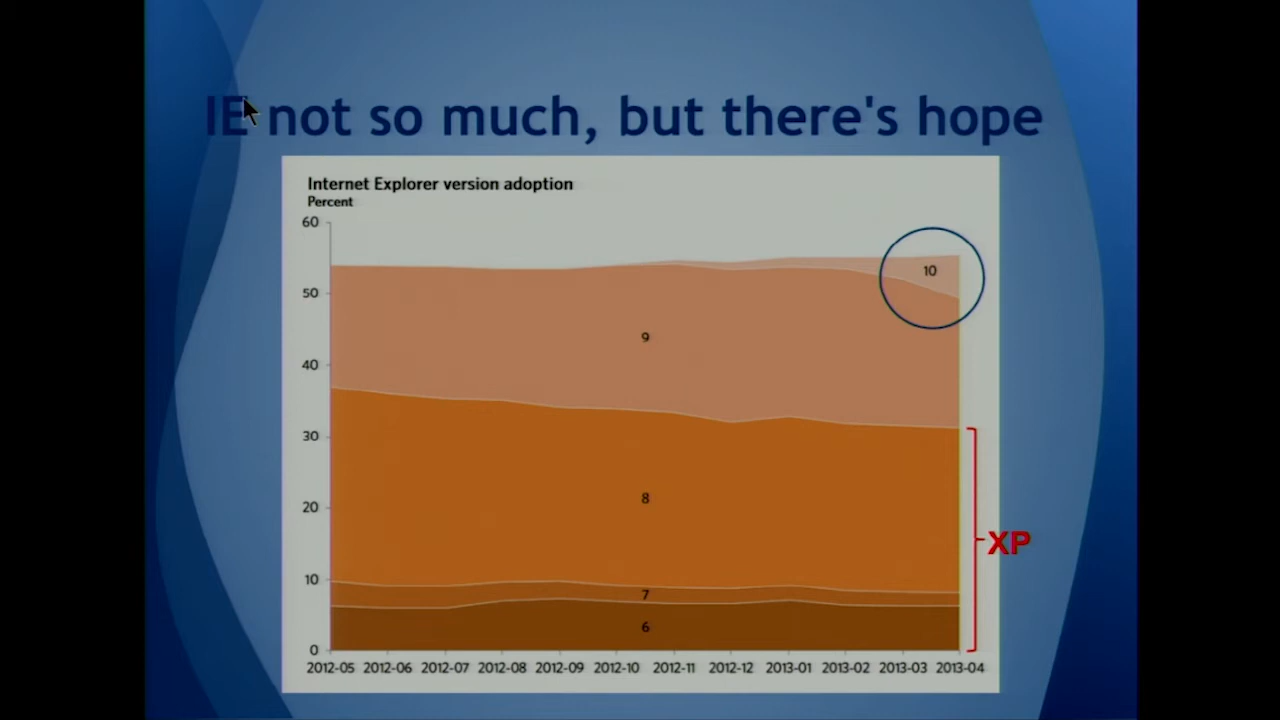 IE not so much, but there's hope
Internet Explorer version adoption
Percent
60
50
40
30
20
10
0
10
9
8
7
6
XP
2012-05 2012-06 2012-07 2012-08 2012-09 2012-10 2012-11 2012-12 2013-01 2013-02 2013-03 2013-04